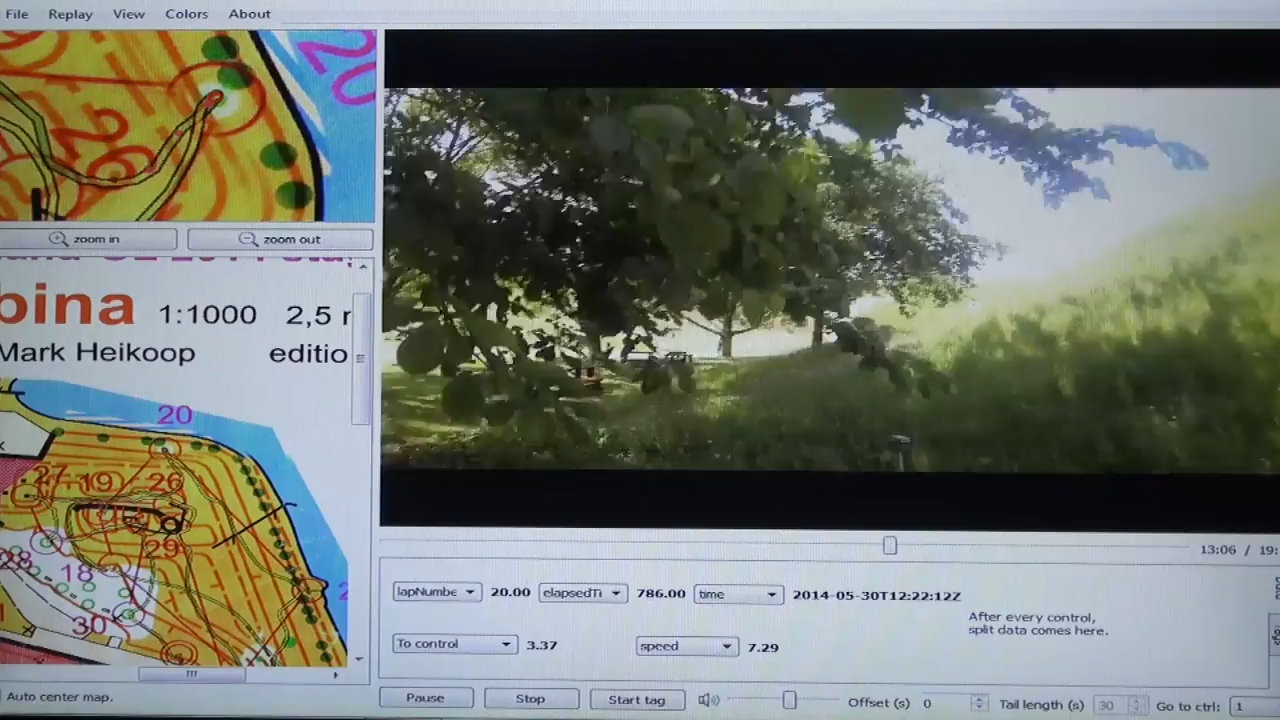 File Replay View Colors About
20
zoom in zoom out
bina 1:1000 2,5
Mark Heikoop editio
20
27 19 26
29
18
30
13:06 / 19:
lapNumbe 20.00 elapsedTi 786.00 time 2014-05-30T12:22:12Z
After every control,
split data comes here.
To control 3.37 speed 7.29
Auto center map.
Pause Stop Start tag Offset (s) 0 Tail length (s) 30 Go to ctrl: 1